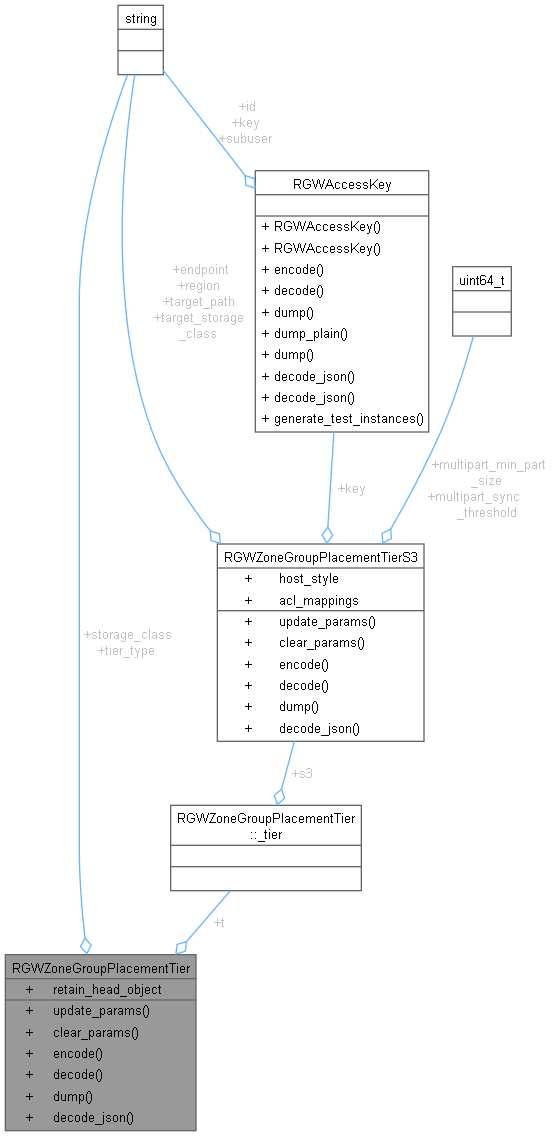 string
+id
+key
+subuser
RGWAccessKey
+ RGWAccessKey()
+ RGWAccessKey()
+ encode()
+ decode()
+ dump()
+ dump_plain()
+ dump()
+ decode_json()
+ decode_json()
+ generate_test_instances()
uint64_t
+endpoint
+region
+target_path
+target_storage
_class
+key
+multipart_min_part
_size
+multipart_sync
_threshold
RGWZoneGroupPlacementTierS3
+ host_style
+ acl_mappings
+ update_params()
+ clear_params()
+ encode()
+ decode()
+ dump()
+ decode_json()
+storage_class
+tier_type
+s3
RGWZoneGroupPlacementTier
::_tier
+t
RGWZoneGroupPlacementTier
+ retain_head_object
+ update_params()
+ clear_params()
+ encode()
+ decode()
+ dump()
+ decode_json()